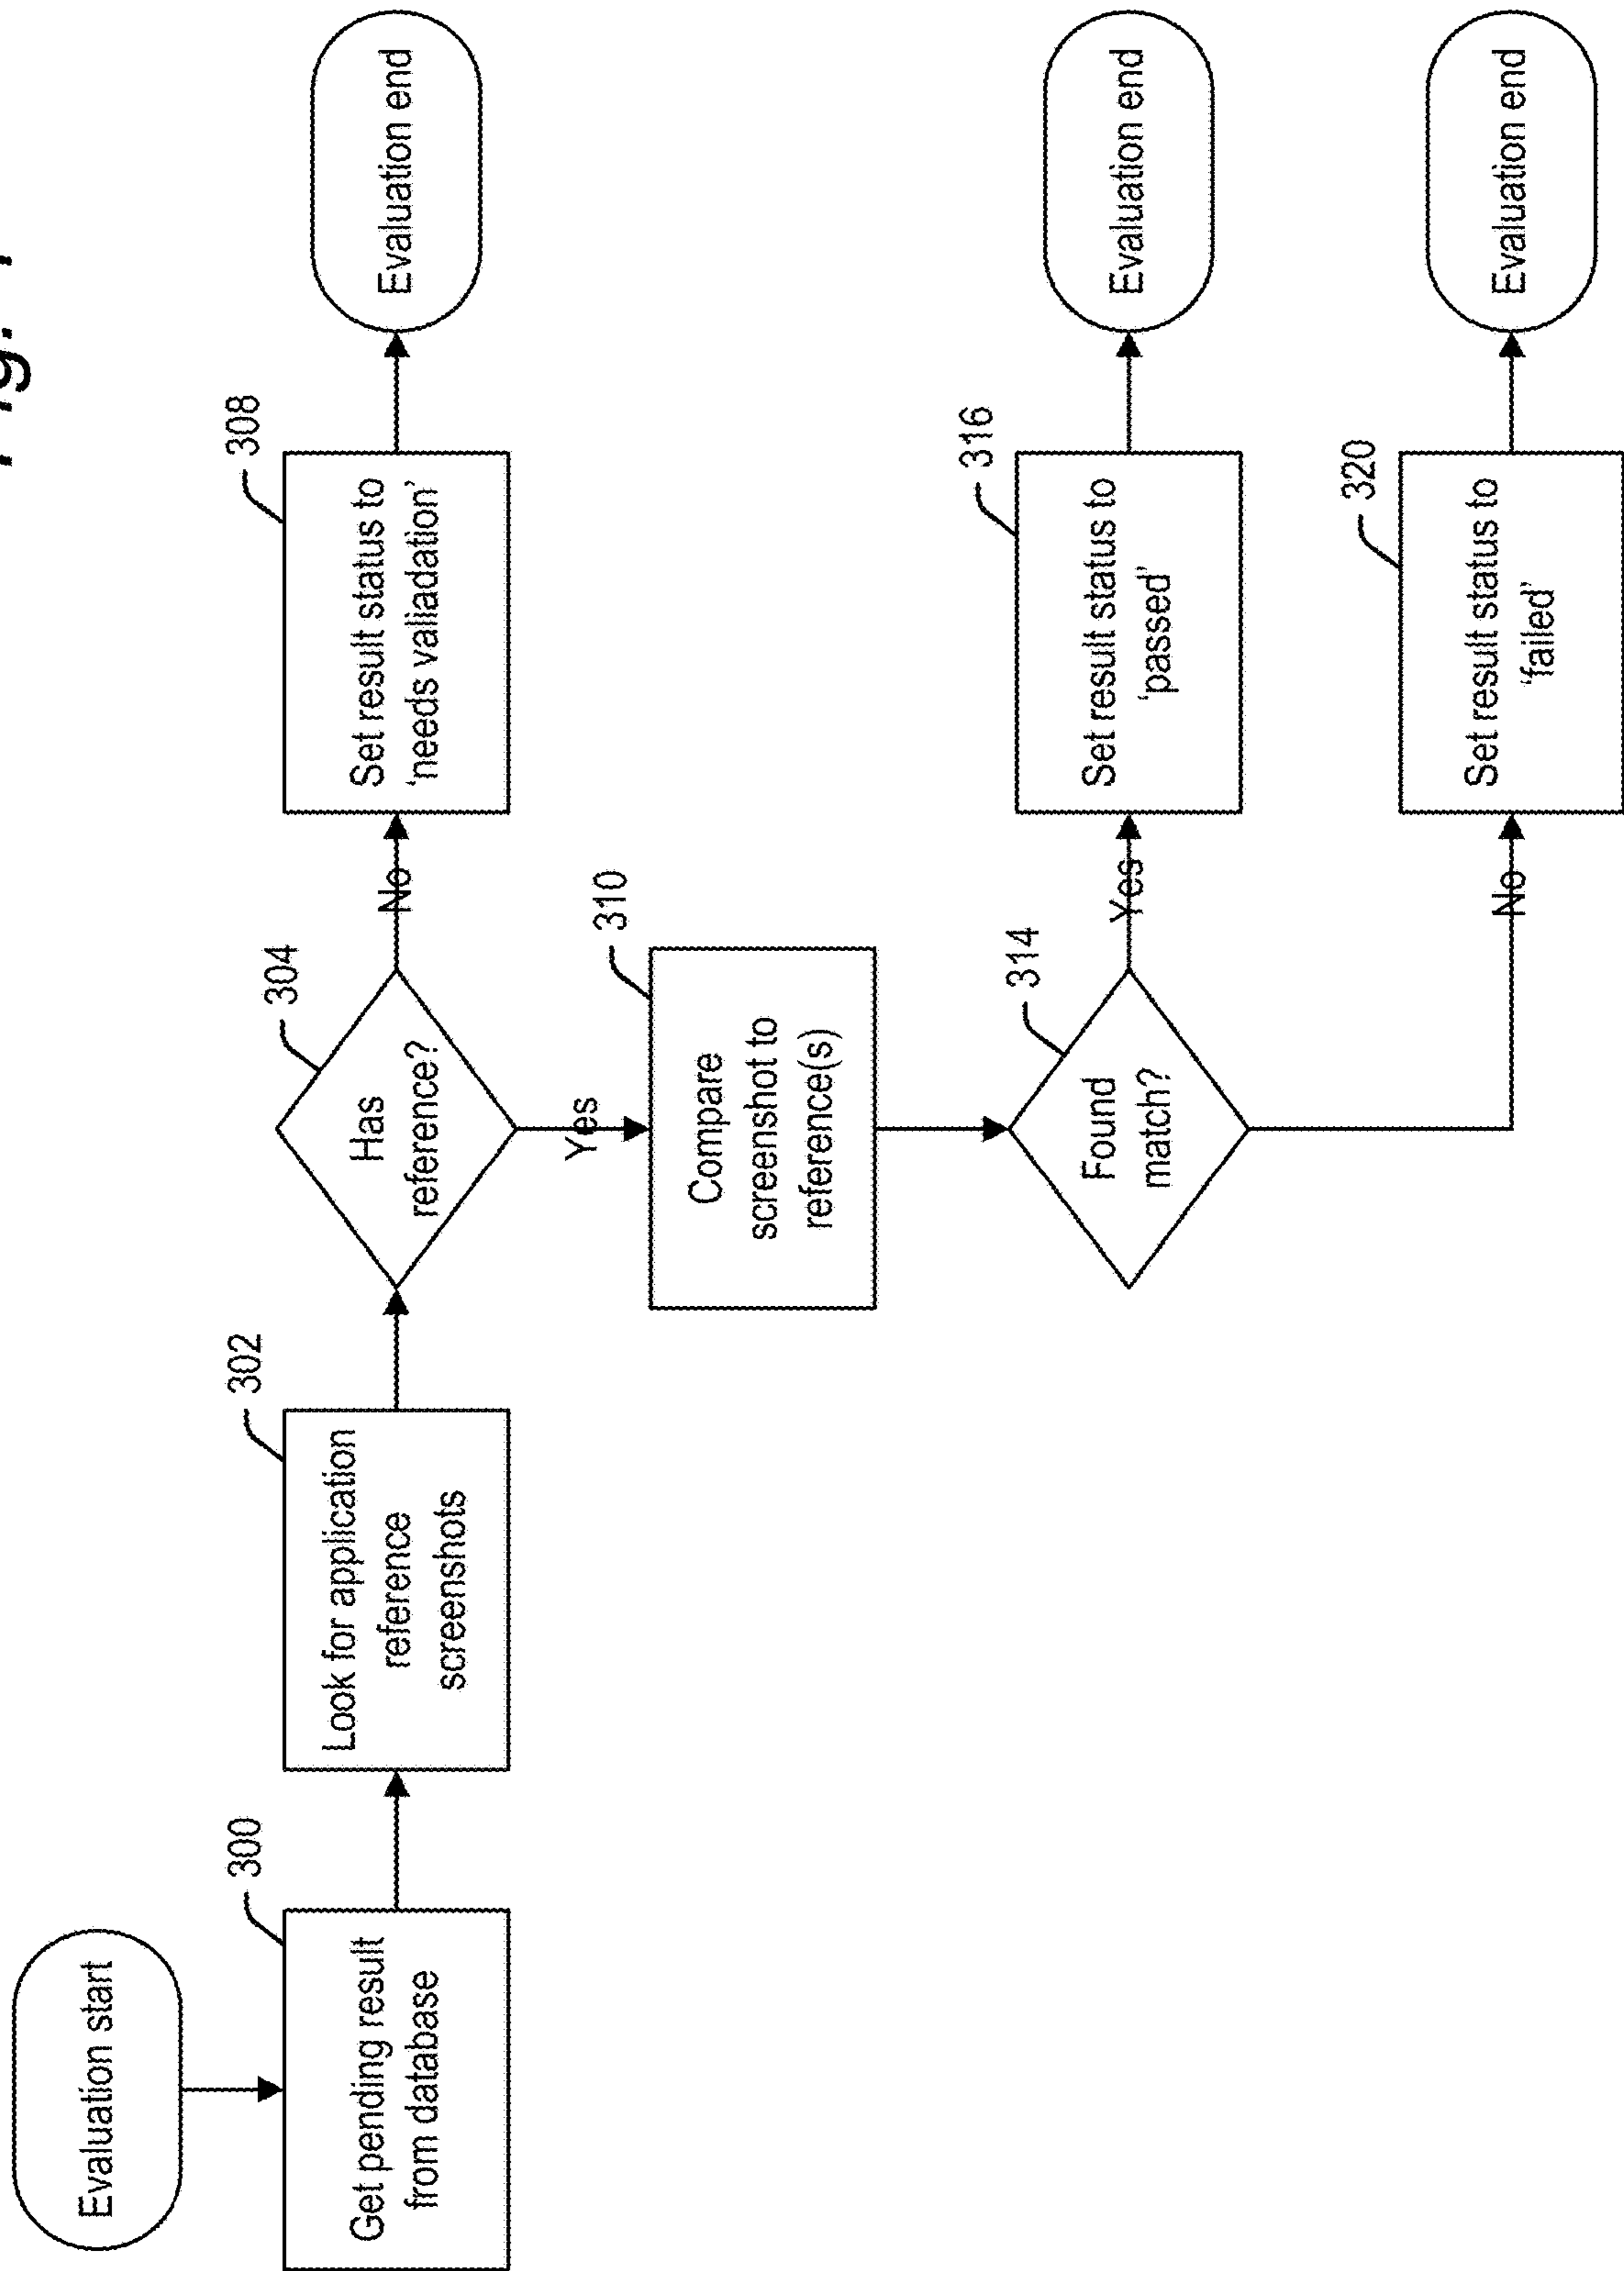 Fig.
Evaluation start
300
Get pending result
from database
302
Look for application
reference
screenshots
304
Has
reference?
No
308
Set result status to
‘needs valiadation’
Evaluation end
Yes
310
Compare
screenshot to
reference(s)
314
Found
match?
Yes
316
Set result status to
‘passed’
Evaluation end
No
320
Set result status to
‘failed’
Evaluation end